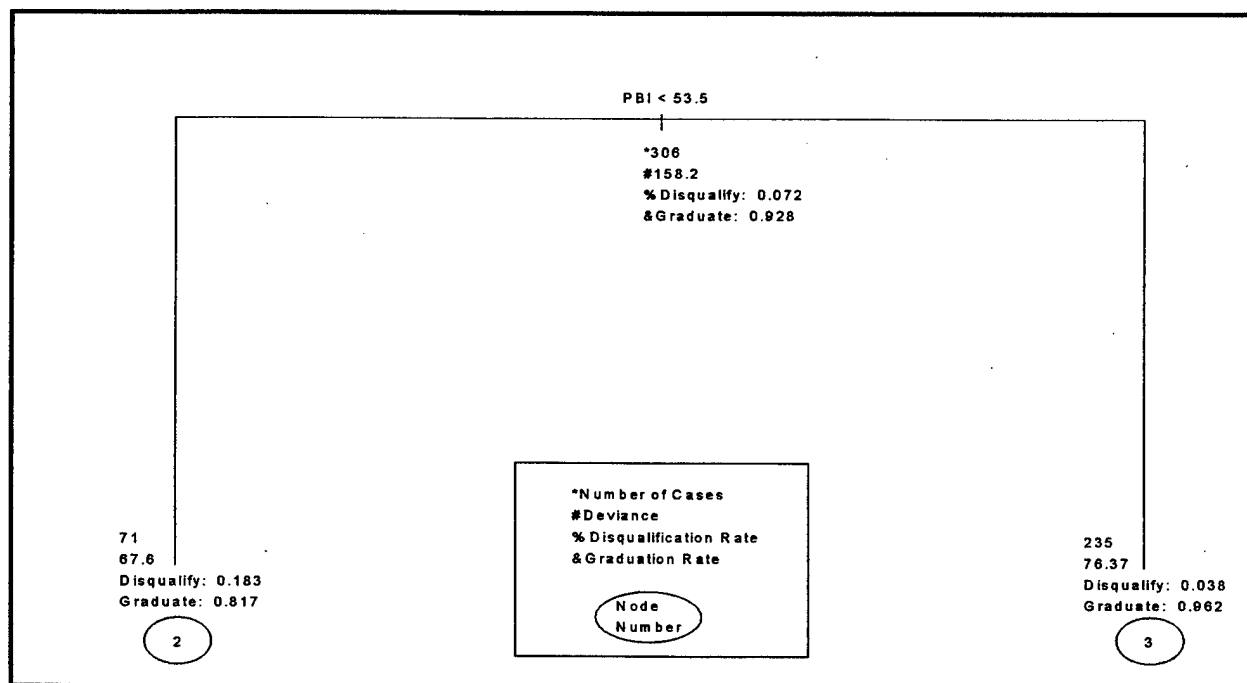 PBI < 53.5
*306
#158.2
%Disqualify: 0.072
&Graduate: 0.928
71
67.6
Disqualify: 0.183
Graduate: 0.817
2
*Number of Cases
#Deviance
%Disqualification Rate
&Graduation Rate
Node
Number
235
76.37
Disqualify: 0.038
Graduate: 0.962
3